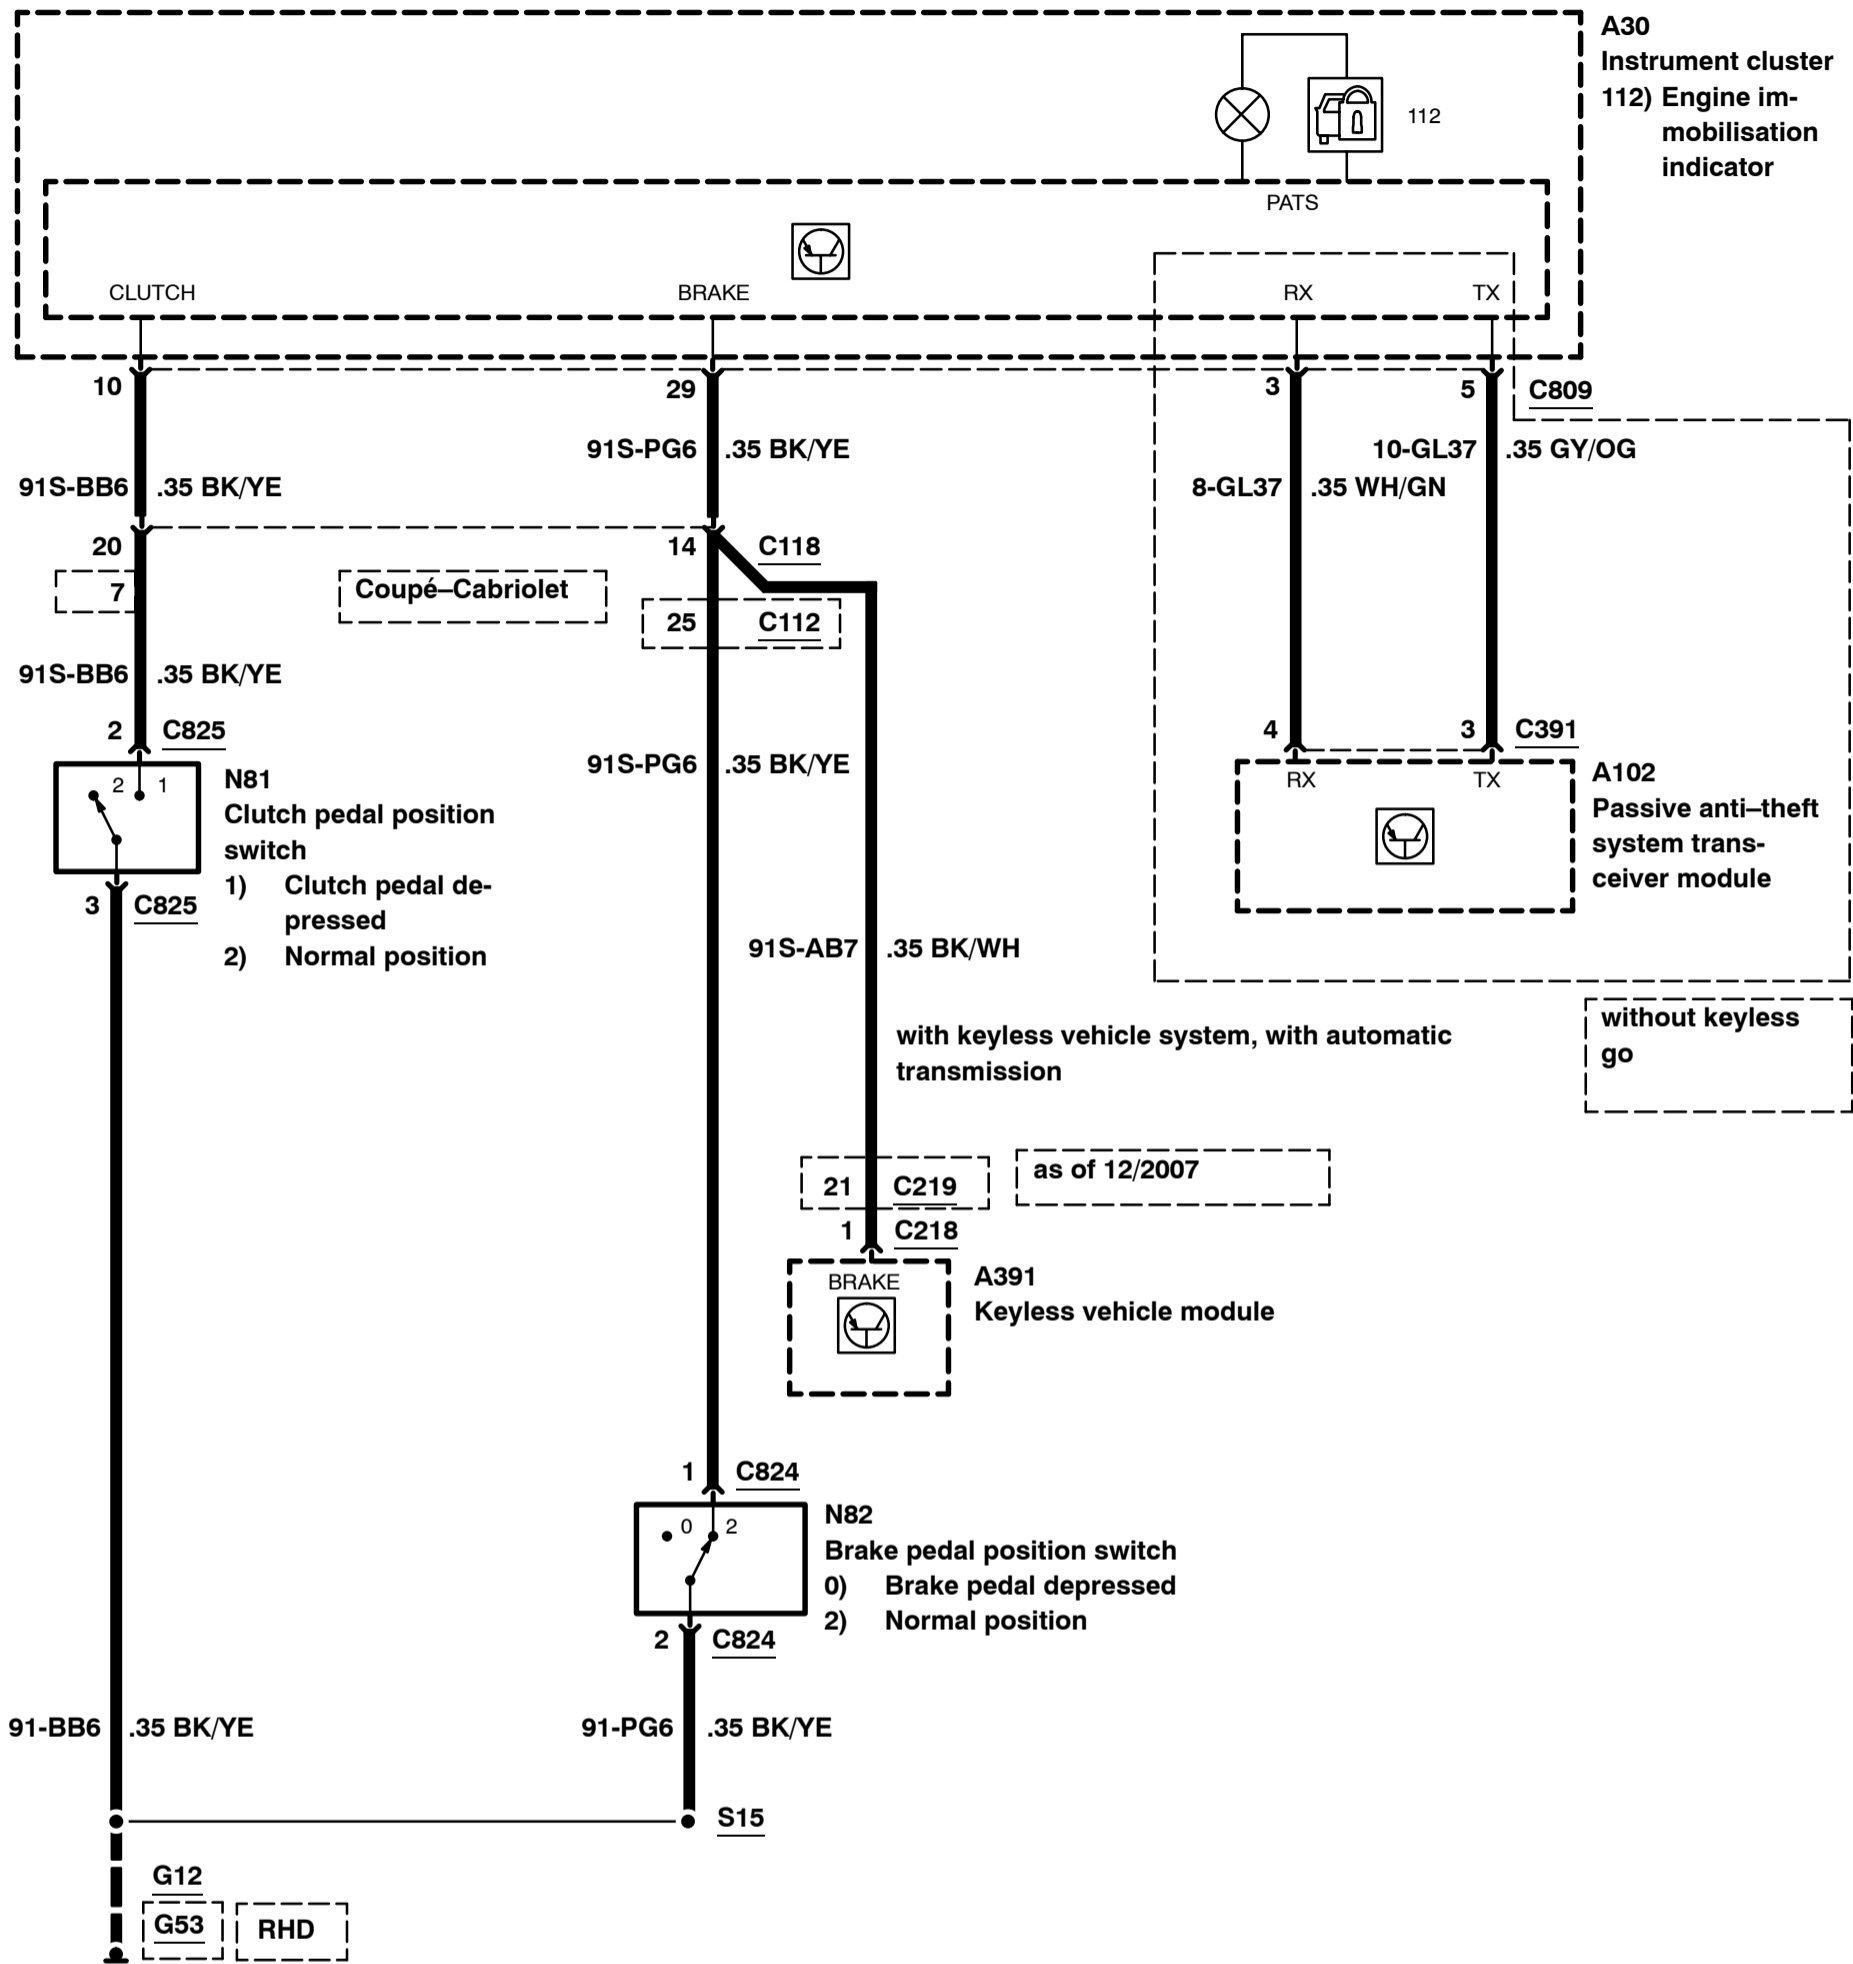 A30
Instrument cluster
112) Engine im-
mobilisation
indicator
112
PATS
CLUTCH BRAKE RX TX
10 29 3 5 C809
91S-PG6 .35 BK/YE 10-GL37 .35 GY/OG
91S-BB6 .35 BK/YE 8-GL37 .35 WH/GN
20 14 C118
7 Coupé–Cabriolet
25 C112
91S-BB6 .35 BK/YE
2 C825 4 3 C391
91S-PG6 .35 BK/YE
RX TX
2 1
N81
Clutch pedal position
switch
1) Clutch pedal de-
pressed
2) Normal position
A102
Passive anti–theft
system trans-
ceiver module
3 C825
91S-AB7 .35 BK/WH
without keyless
go
with keyless vehicle system, with automatic
transmission
21 C219 as of 12/2007
1 C218
BRAKE
A391
Keyless vehicle module
1 C824
0 2
N82
Brake pedal position switch
0) Brake pedal depressed
2) Normal position
2 C824
91-BB6 .35 BK/YE 91-PG6 .35 BK/YE
S15
G12
G53 RHD